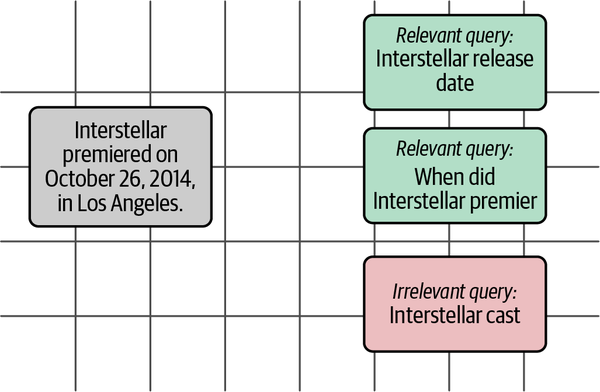 Interstellar
premiered on
October 26, 2014,
in Los Angeles.
Relevant query:
Interstellar release
date
Relevant query:
When did
Interstellar premier
Irrelevant query:
Interstellar cast